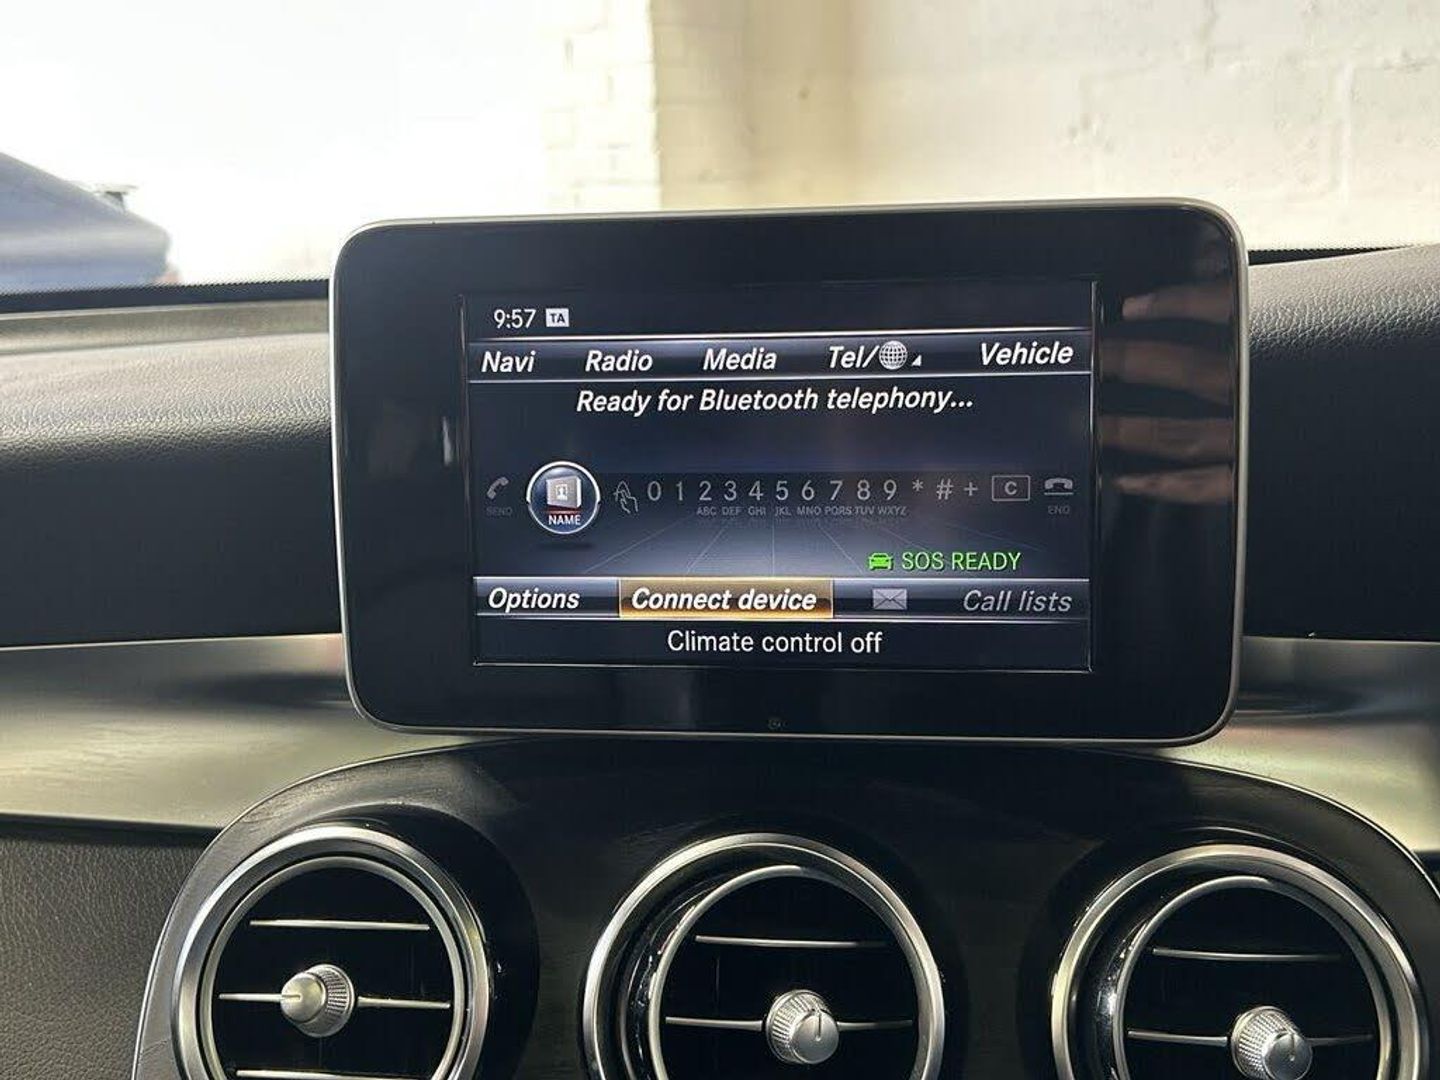 9:57 TA
Navi Radio Media Tel/ Vehicle
Ready for Bluetooth telephony...
0 1 2 3 4 5 6 7 8 9 * # + C
SEND NAME ABC DEF GHI JKL MNO PQRS TUV WXYZ END
SOS READY
Options Connect device Call lists
Climate control off